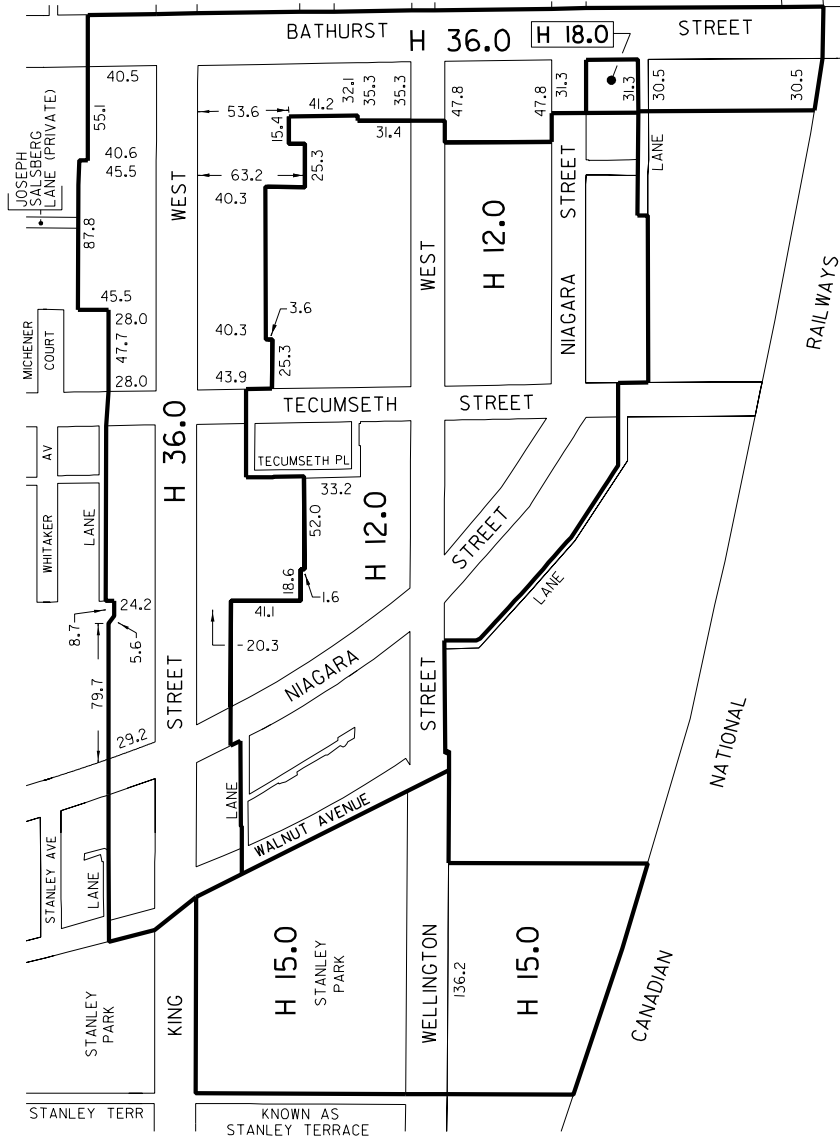 BATHURST
H 36.0
H 18.0
STREET
40.5
55.1
53.6
41.2
32.1
35.3
35.3
47.8
47.8
31.3
31.3
30.5
30.5
15.4
31.4
JOSEPH
SALSBERG
LANE (PRIVATE)
40.6
45.5
WEST
63.2
25.3
40.3
LANE
STREET
87.8
H 12.0
WEST
45.5
28.0
3.6
40.3
NIAGARA
RAILWAYS
MICHENER
COURT
47.7
25.3
28.0
43.9
TECUMSETH
STREET
H 36.0
AV
TECUMSETH PL
33.2
WHITAKER
LANE
52.0
H 12.0
STREET
18.6
1.6
LANE
24.2
41.1
8.7
5.6
20.3
79.7
STREET
NIAGARA
STREET
29.2
NATIONAL
LANE
WALNUT AVENUE
STANLEY AVE
LANE
H 15.0
STANLEY
PARK
WELLINGTON
136.2
H 15.0
STANLEY
PARK
KING
CANADIAN
STANLEY TERR
KNOWN AS
STANLEY TERRACE